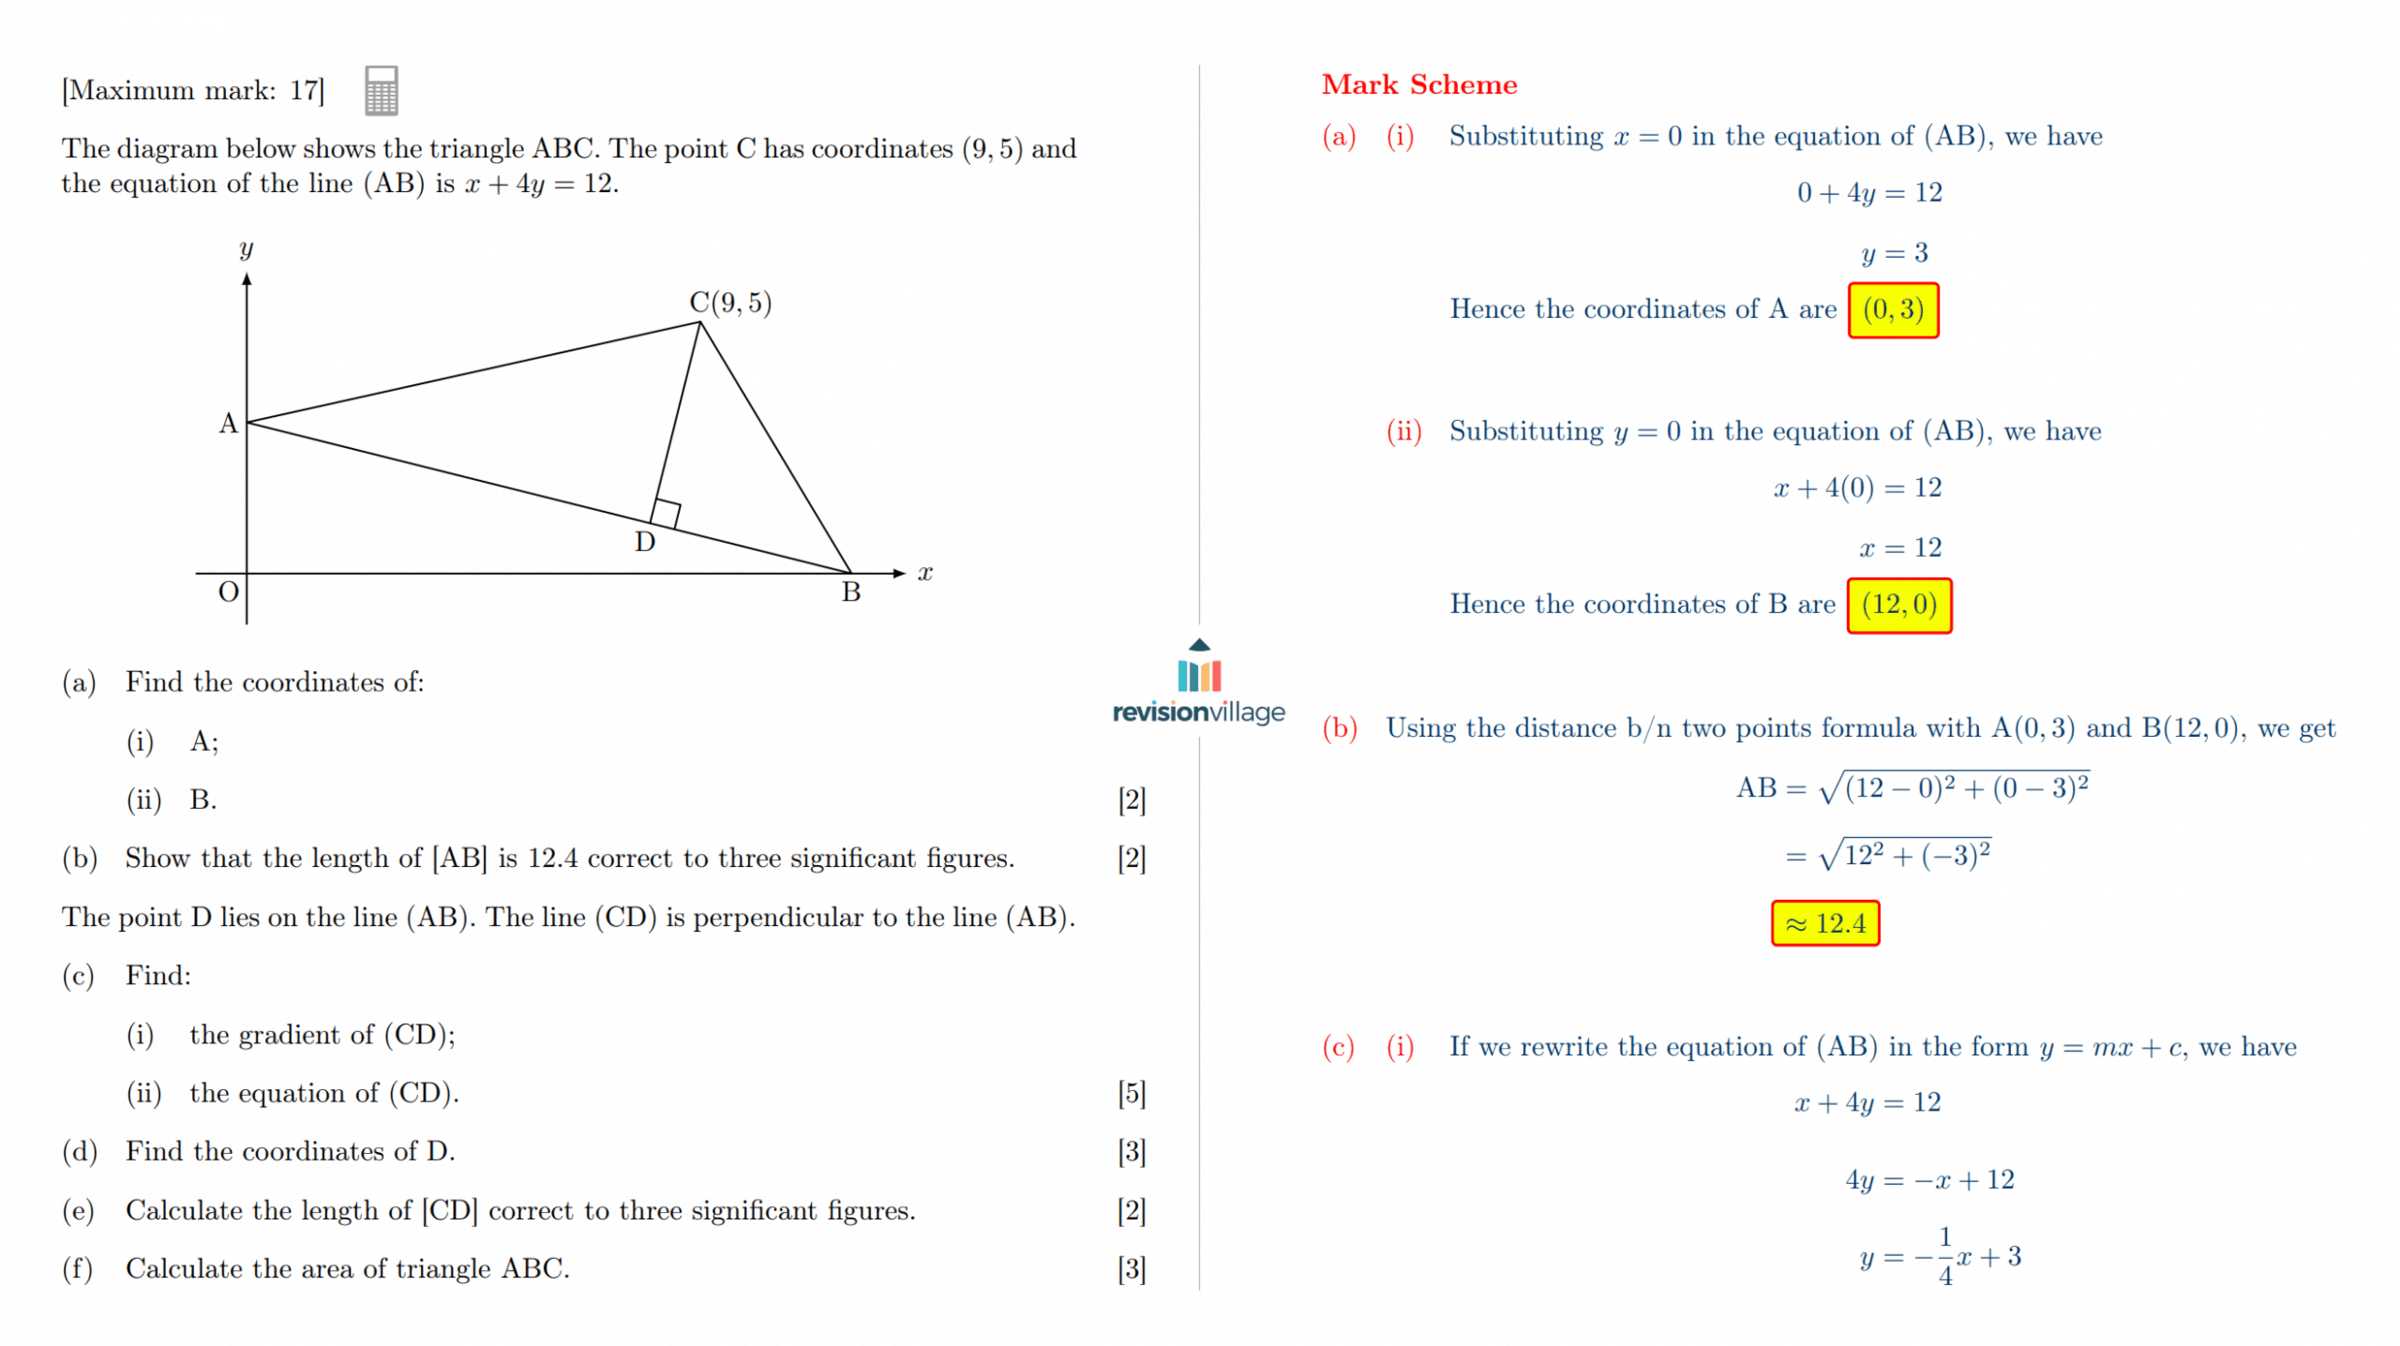 [Maximum mark: 17]
The diagram below shows the triangle ABC. The point C has coordinates (9, 5) and
the equation of the line (AB) is x + 4y = 12.
y
C(9, 5)
A
D
x
O
B
(a) Find the coordinates of:
(i) A;
(ii) B. [2]
(b) Show that the length of [AB] is 12.4 correct to three significant figures. [2]
The point D lies on the line (AB). The line (CD) is perpendicular to the line (AB).
(c) Find:
(i) the gradient of (CD);
(ii) the equation of (CD). [5]
(d) Find the coordinates of D. [3]
(e) Calculate the length of [CD] correct to three significant figures. [2]
(f) Calculate the area of triangle ABC. [3]
revisionvillage
Mark Scheme
(a) (i) Substituting x = 0 in the equation of (AB), we have
0 + 4y = 12
y = 3
Hence the coordinates of A are (0, 3)
(ii) Substituting y = 0 in the equation of (AB), we have
x + 4(0) = 12
x = 12
Hence the coordinates of B are (12, 0)
(b) Using the distance b/n two points formula with A(0, 3) and B(12, 0), we get
AB = √(12 − 0)² + (0 − 3)²
= √12² + (−3)²
≈ 12.4
(c) (i) If we rewrite the equation of (AB) in the form y = mx + c, we have
x + 4y = 12
4y = −x + 12
y = −1/4x + 3